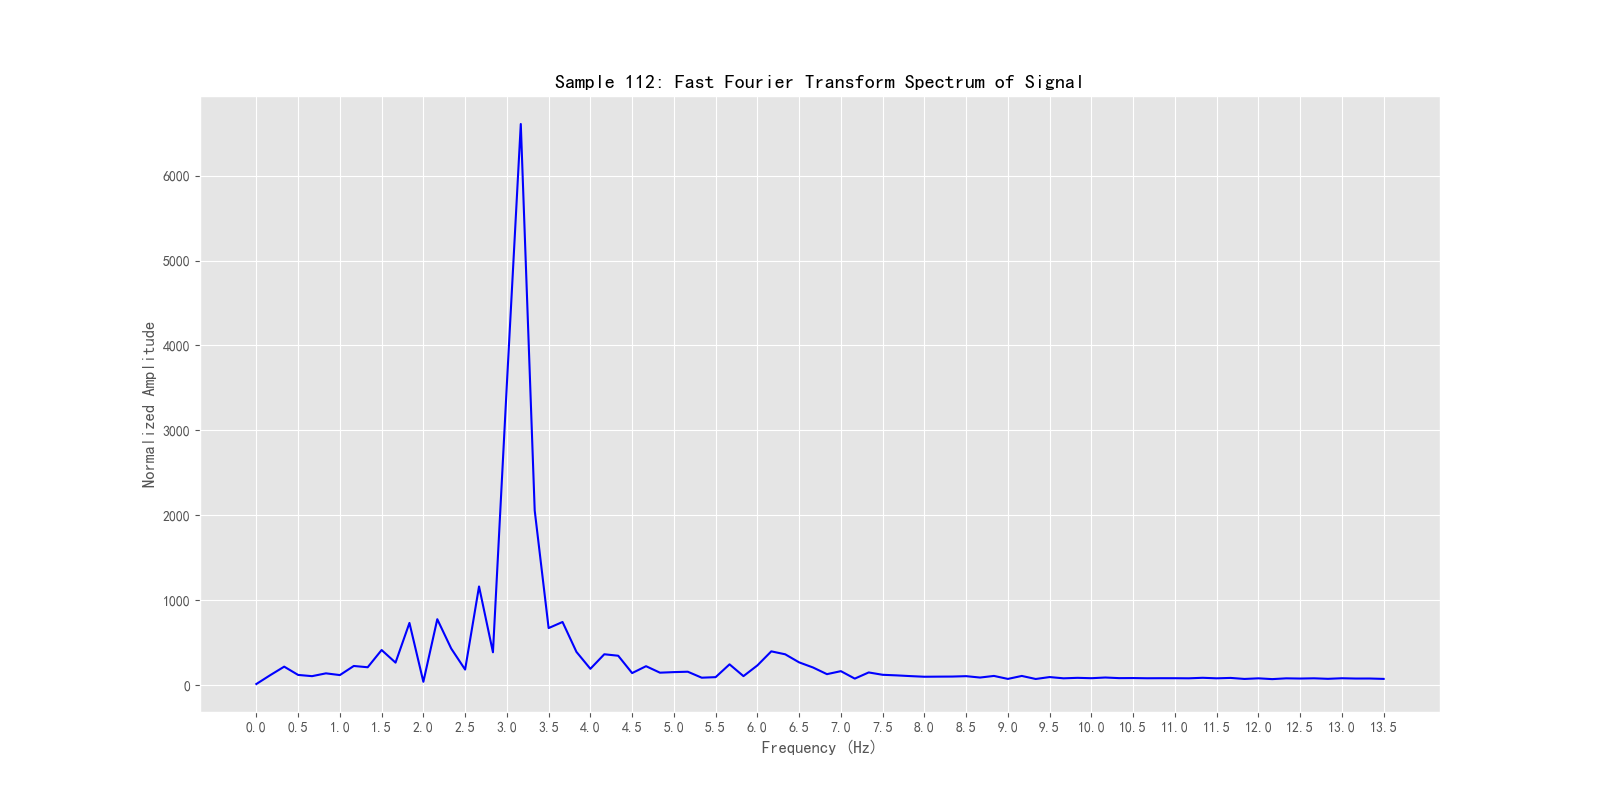 Sample 112: Fast Fourier Transform Spectrum of Signal
Normalized Amplitude
6000
5000
4000
3000
2000
1000
0
0.0 0.5 1.0 1.5 2.0 2.5 3.0 3.5 4.0 4.5 5.0 5.5 6.0 6.5 7.0 7.5 8.0 8.5 9.0 9.5 10.0 10.5 11.0 11.5 12.0 12.5 13.0 13.5
Frequency (Hz)